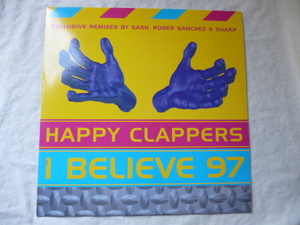 EXCLUSIVE REMIXES BY SASH, ROGER SANCHEZ & SHARP
HAPPY CLAPPERS
I BELIEVE 97